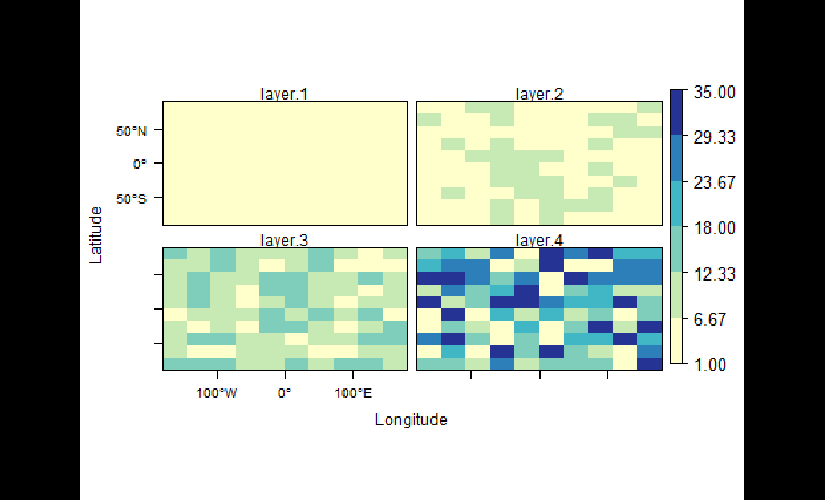 layer.1
layer.2
50°N
0°
50°S
layer.3
layer.4
100°W
0°
100°E
Longitude
Latitude
35.00
29.33
23.67
18.00
12.33
6.67
1.00